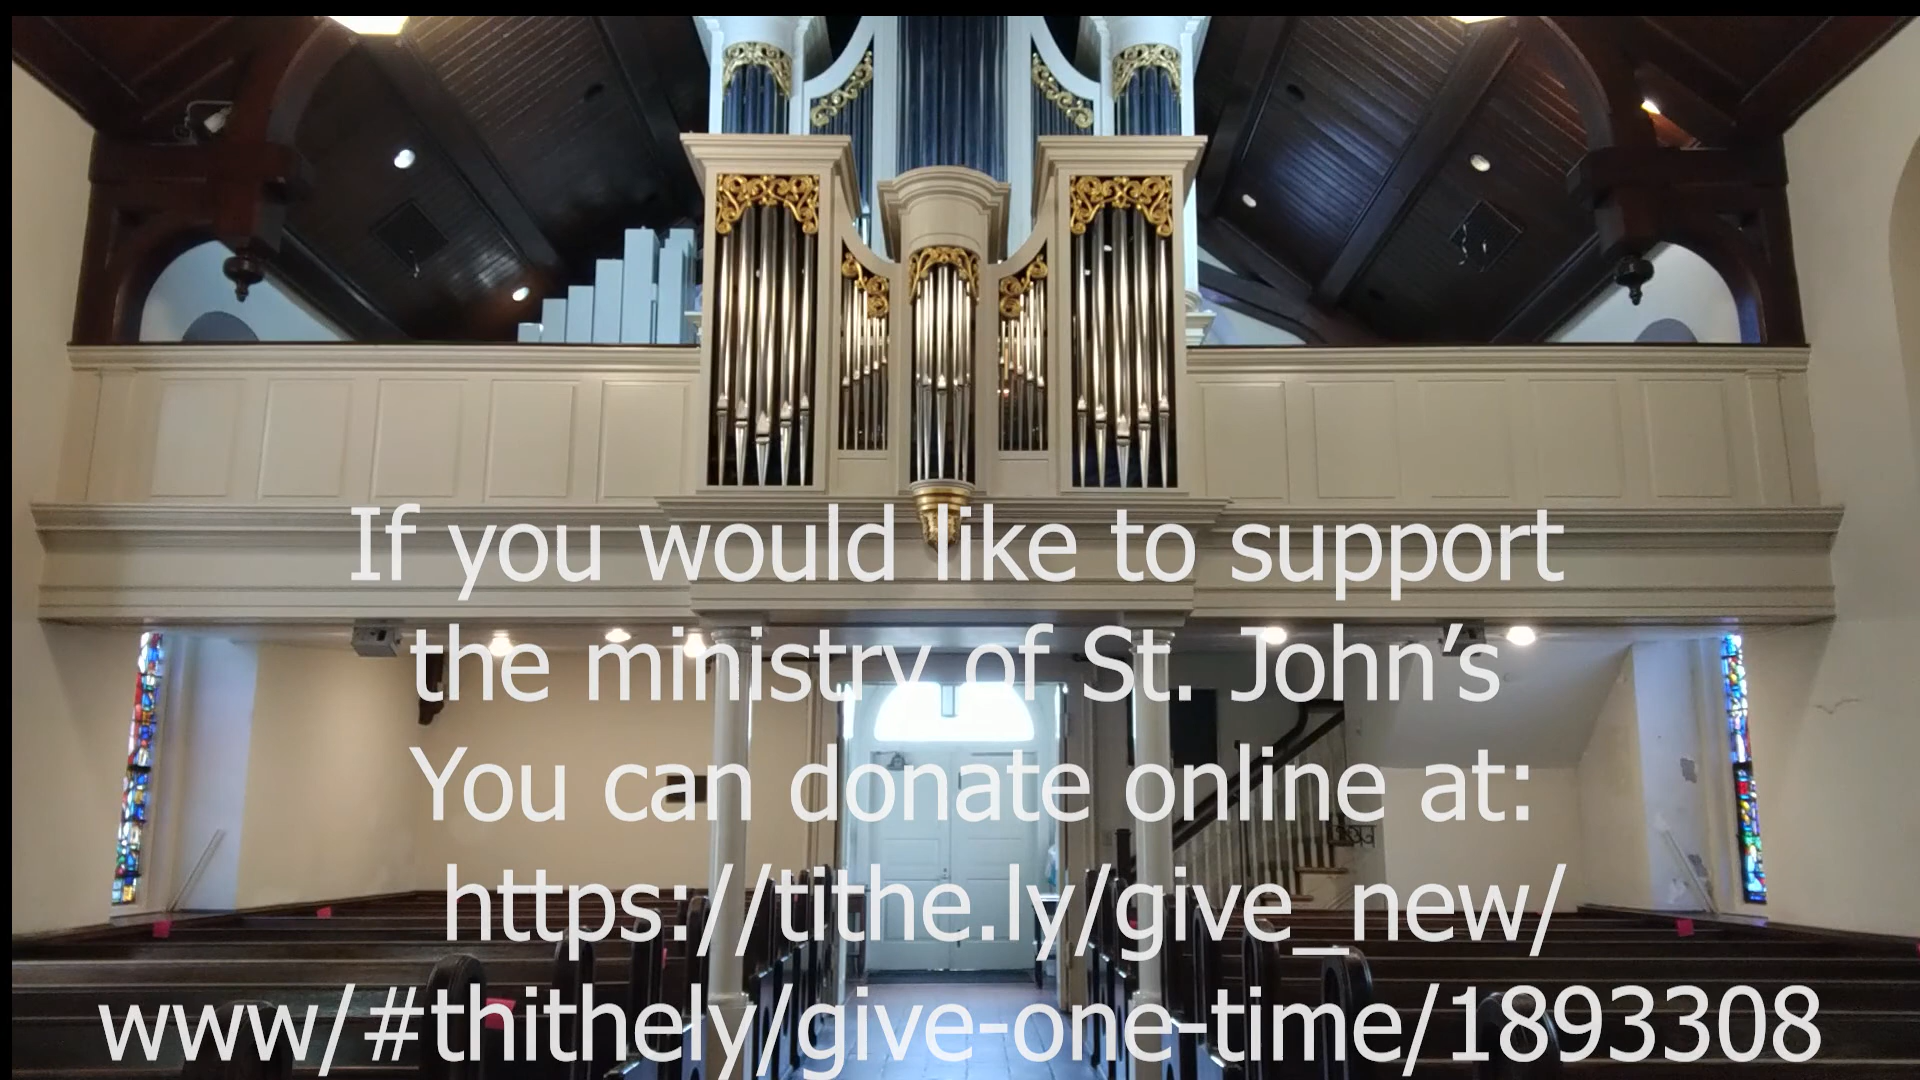 If you would like to support
the ministry of St. John’s
You can donate online at:
https://tithe.ly/give_new/
www/#thithely/give-one-time/1893308